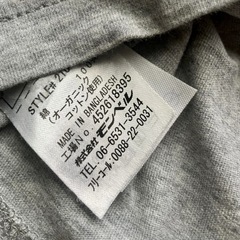 STYLE# 21
綿 (オーガニック
コットン使用)
MADE IN BANGLADESH
工場No. 452618395
株式会社モンベル
06-6531-3544
フリーコール:0088-22-0031